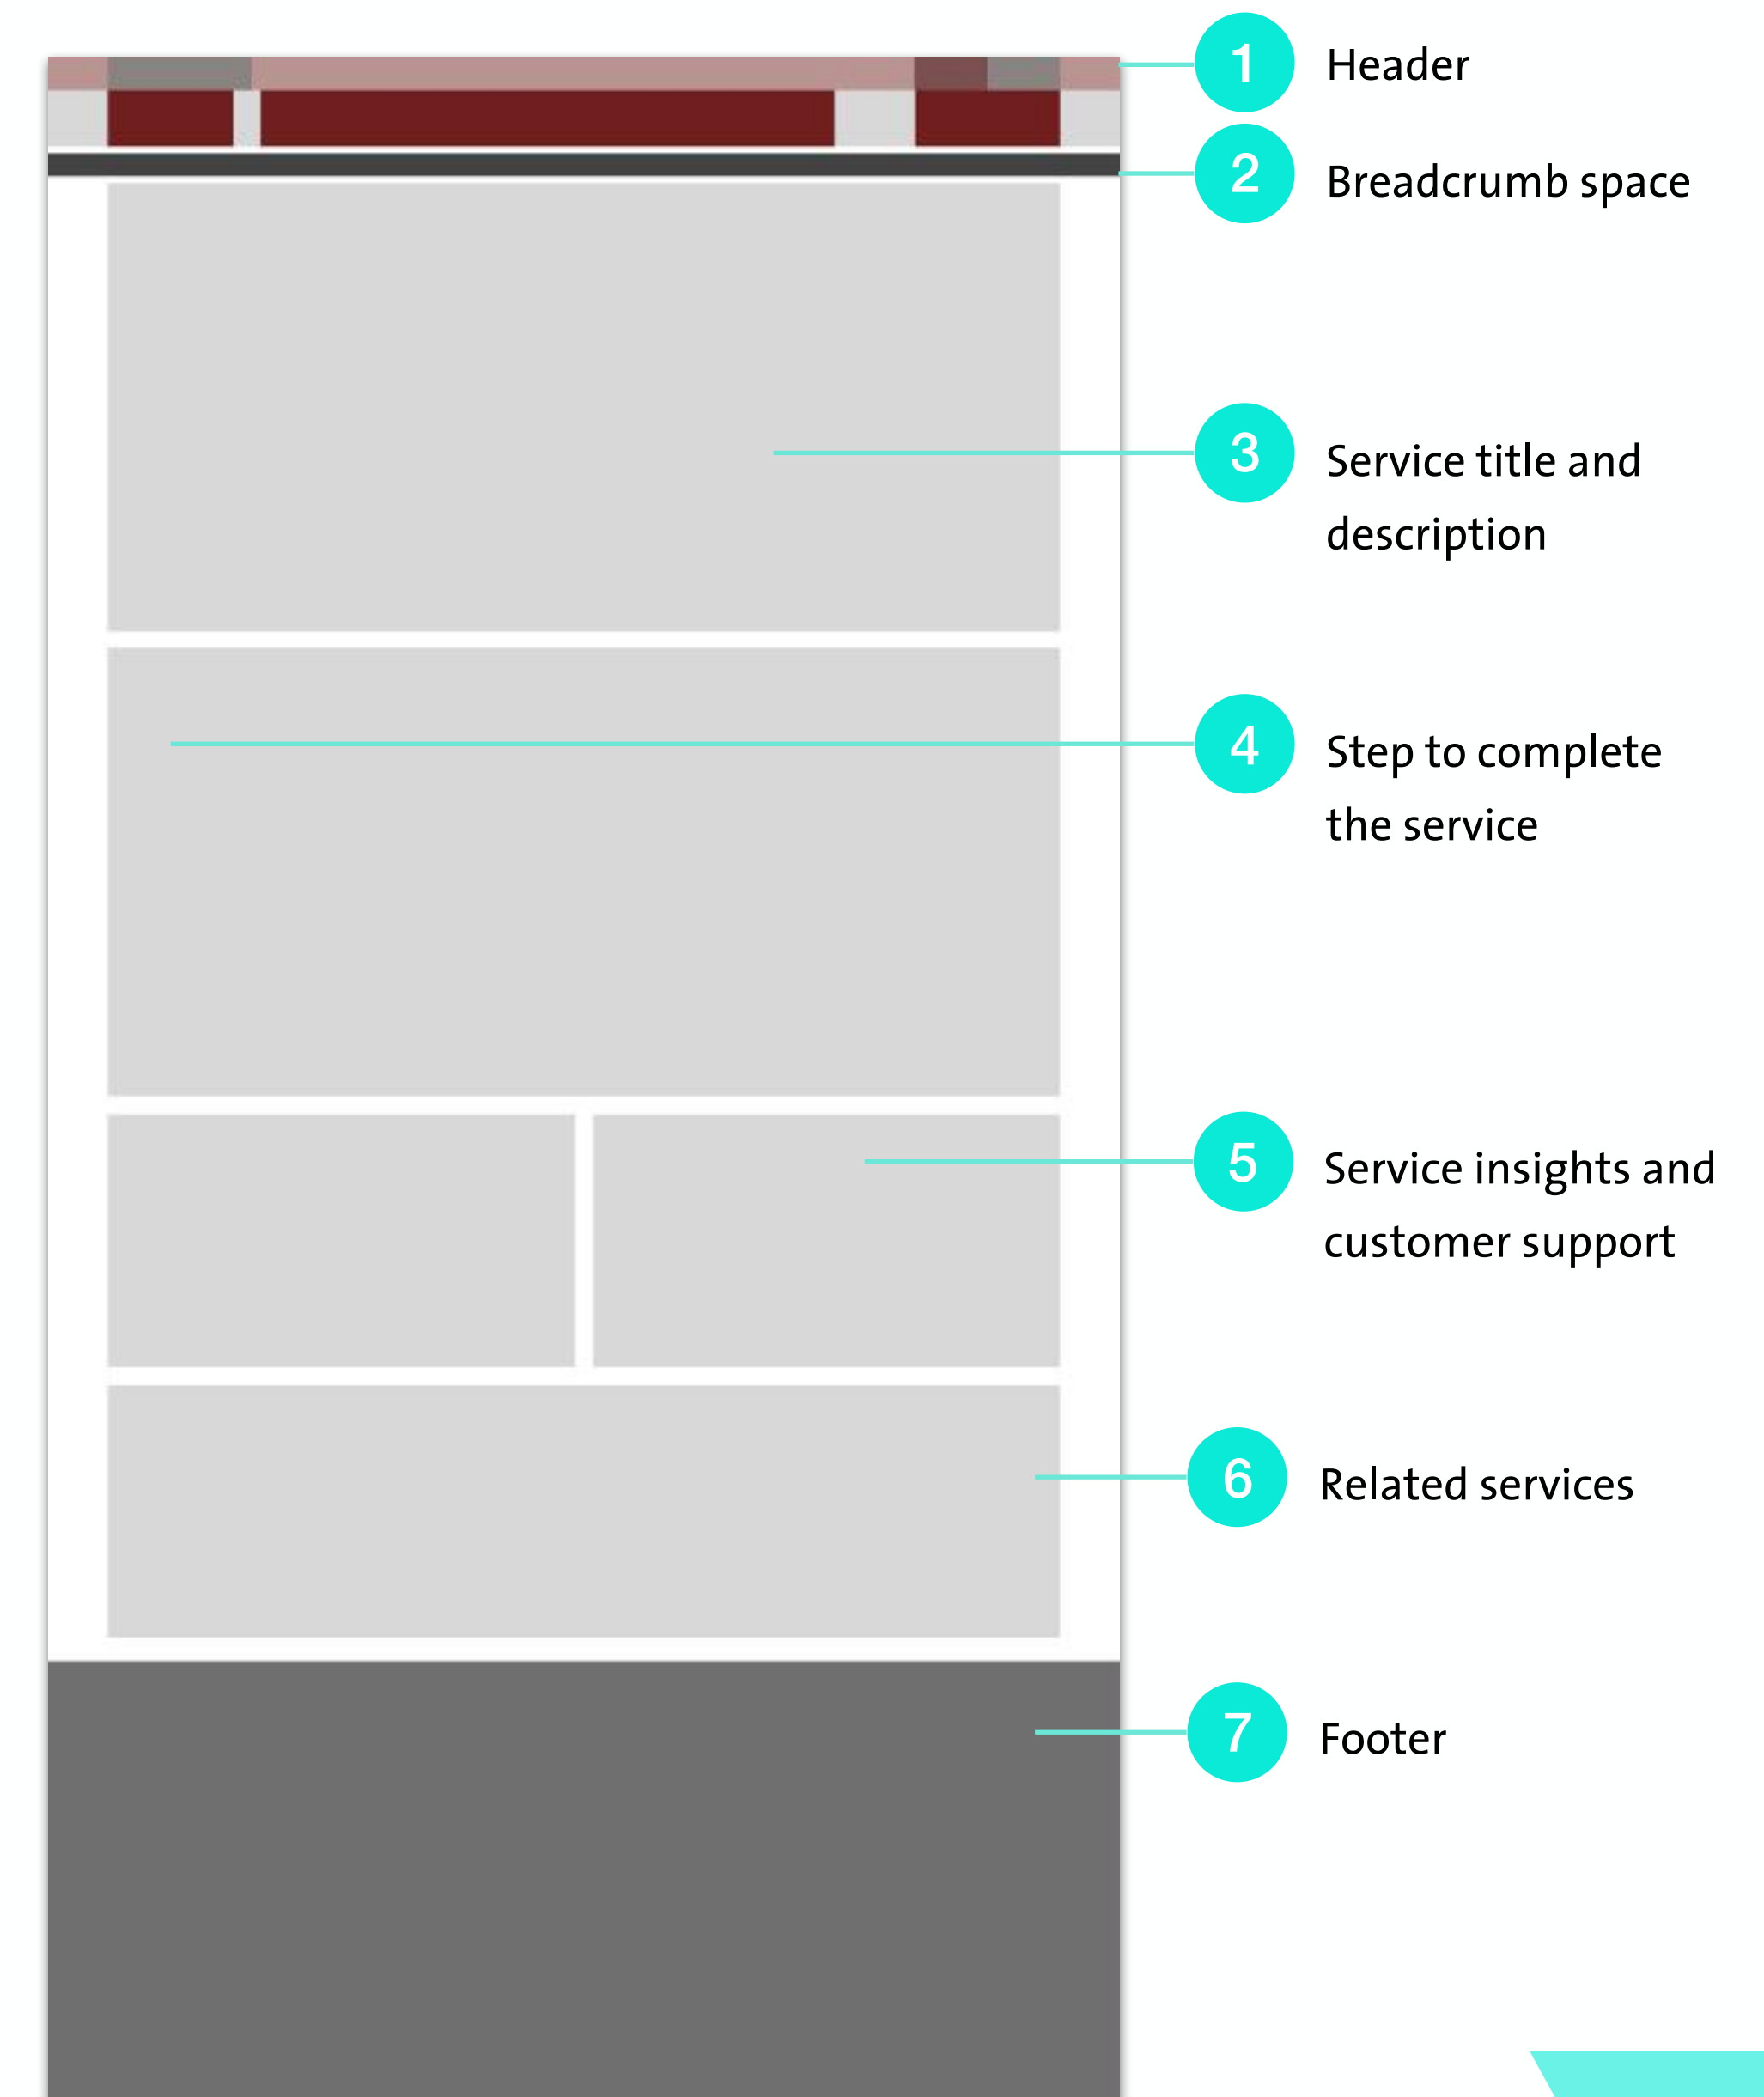 1
Header
2
Breadcrumb space
3
Service title and
description
4
Step to complete
the service
5
Service insights and
customer support
6
Related services
7
Footer